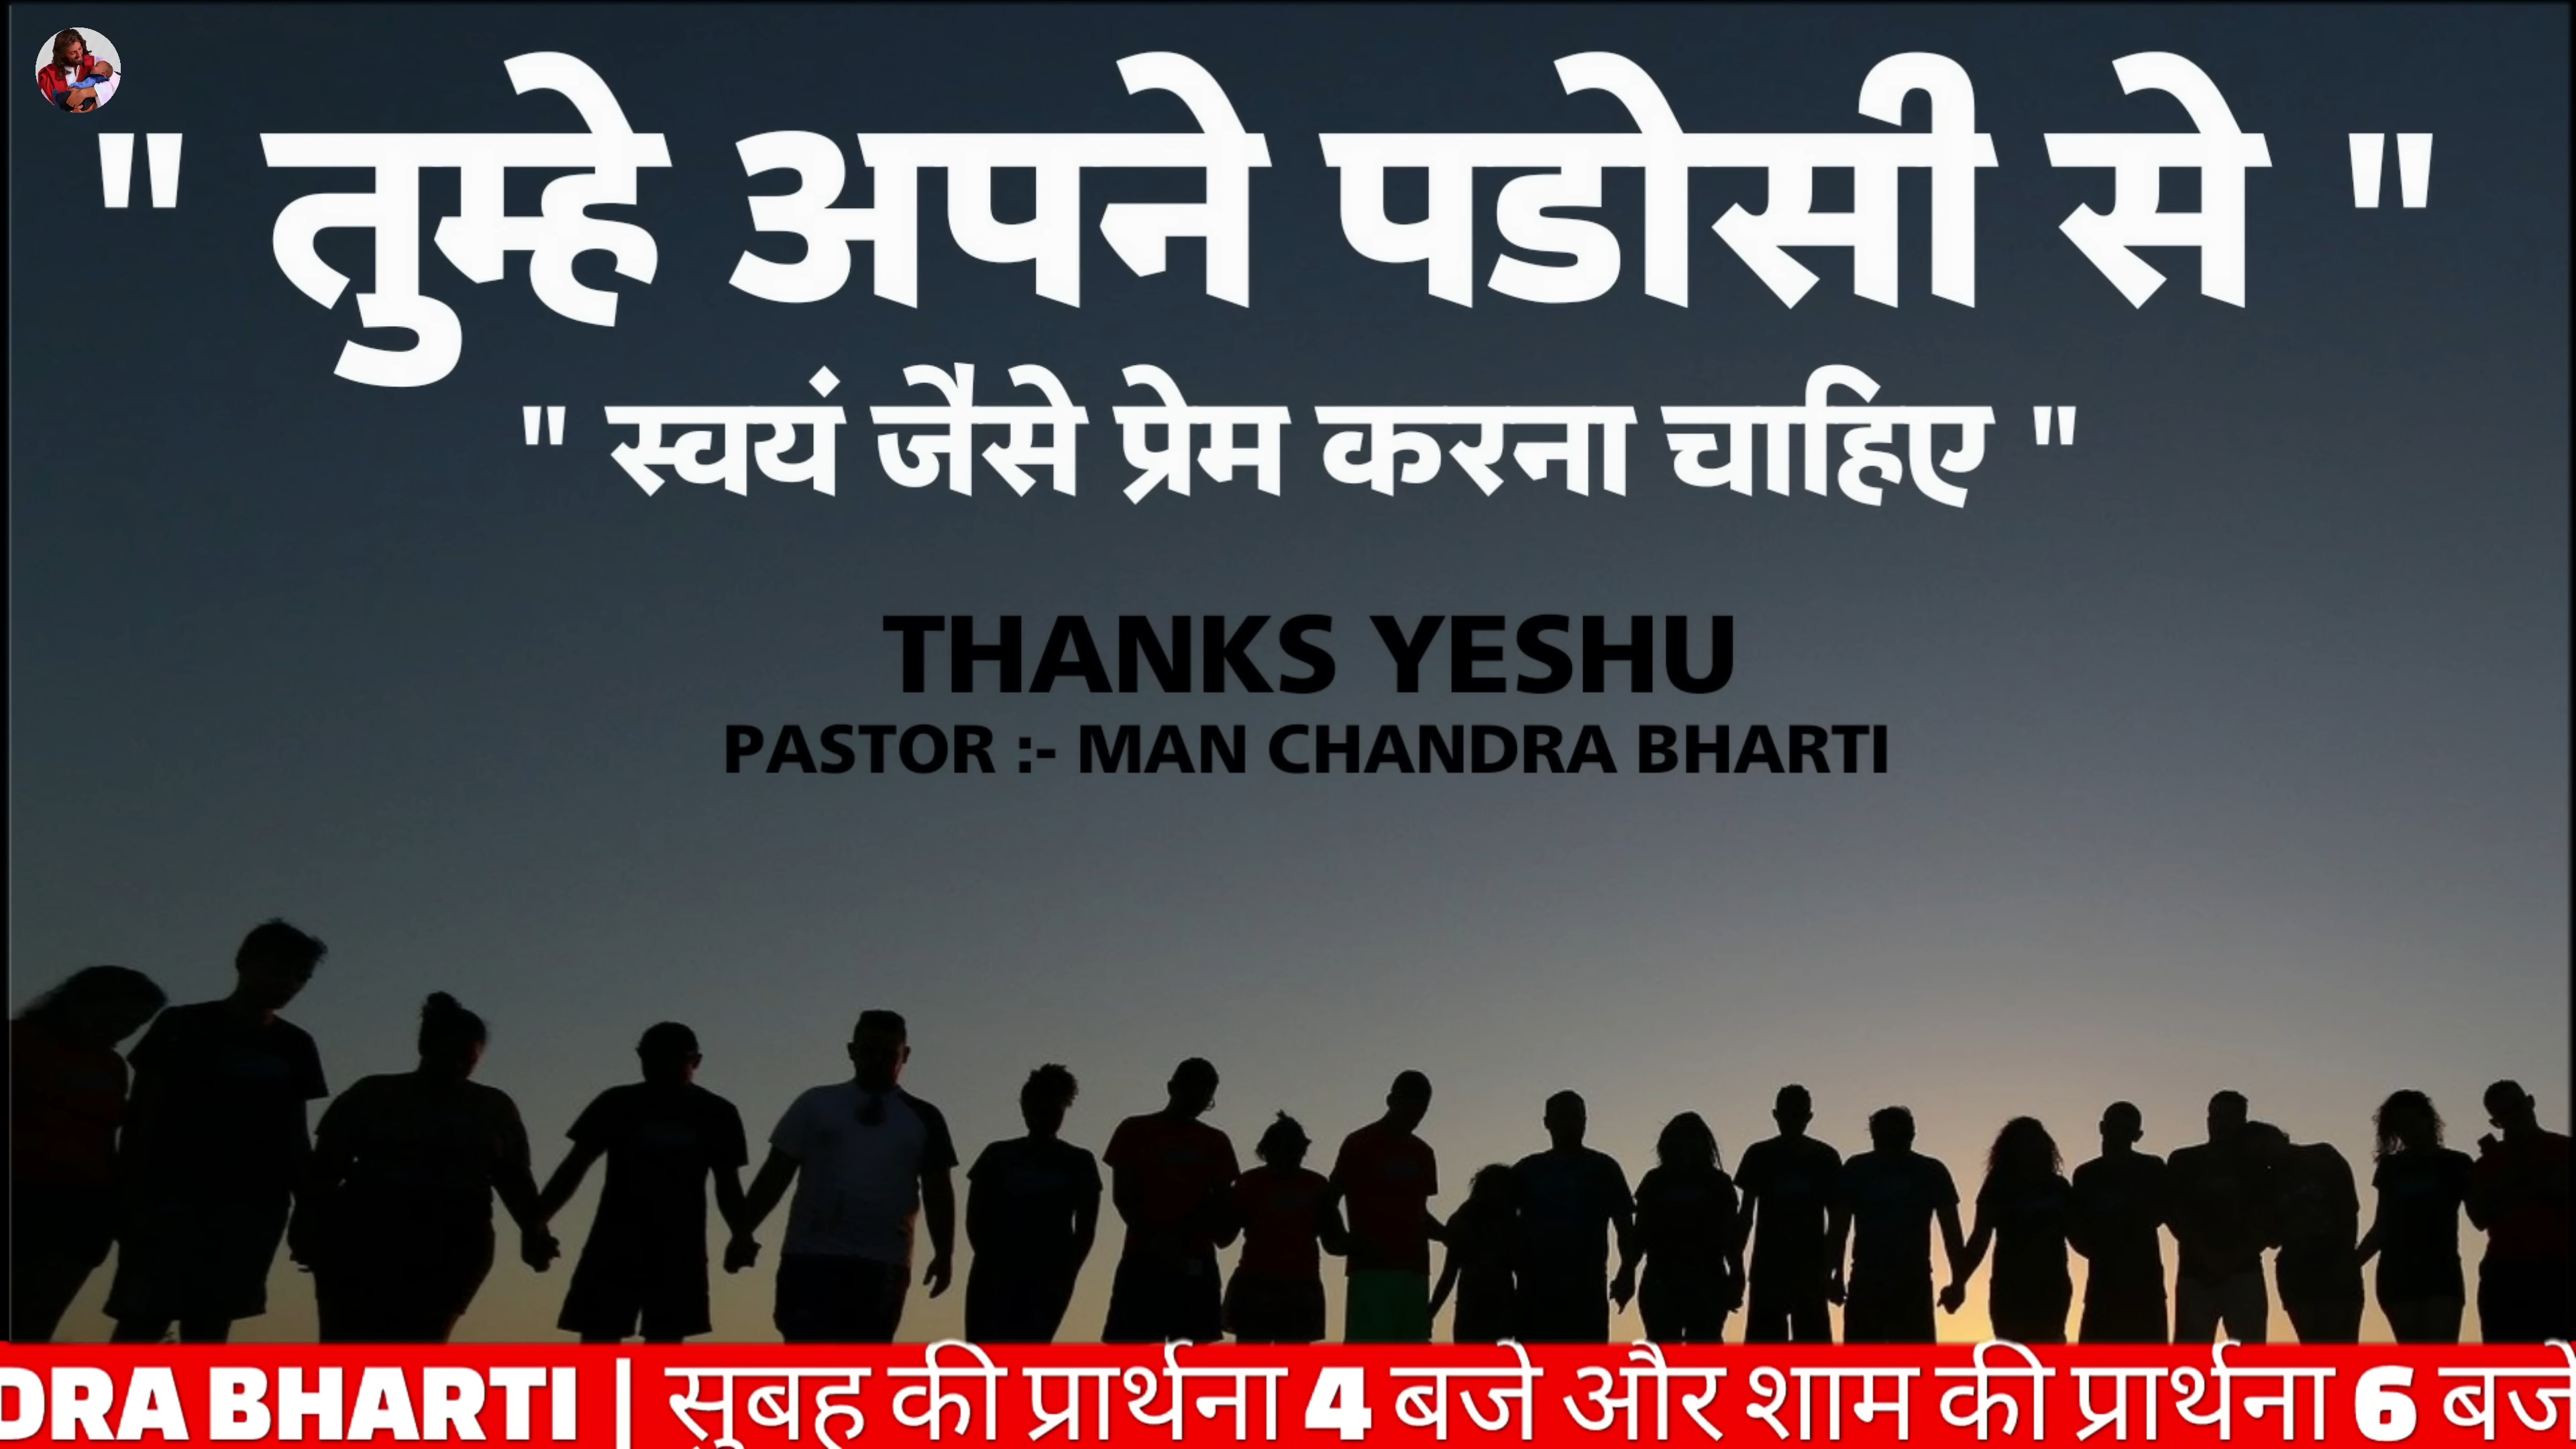 " तुम्हे अपने पडोसी से "
" स्वयं जैसे प्रेम करना चाहिए "
THANKS YESHU
PASTOR :- MAN CHANDRA BHARTI
DRA BHARTI | सुबह की प्रार्थना 4 बजे और शाम की प्रार्थना 6 बजे